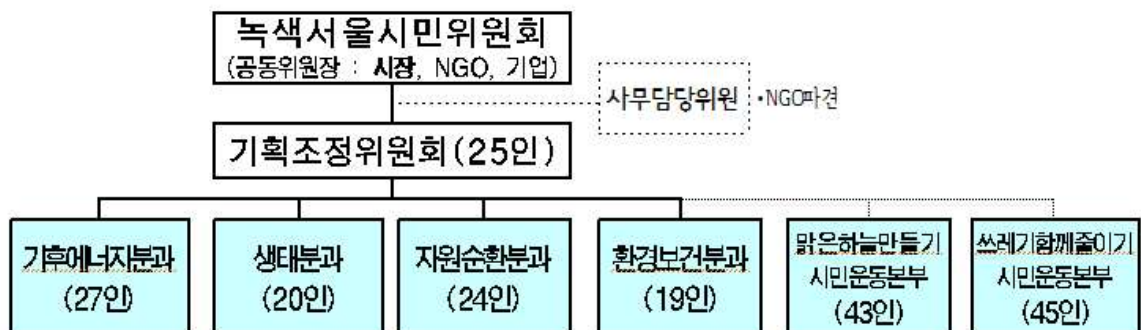 녹색서울시민위원회
(공동위원장 : 시장, NGO, 기업)
사무담당위원
•NGO파견
기획조정위원회(25인)
기후에너지분과
(27인)
생태분과
(20인)
자원순환분과
(24인)
환경보건분과
(19인)
맑은하늘만들기
시민운동본부
(43인)
쓰레기함께줄이기
시민운동본부
(45인)